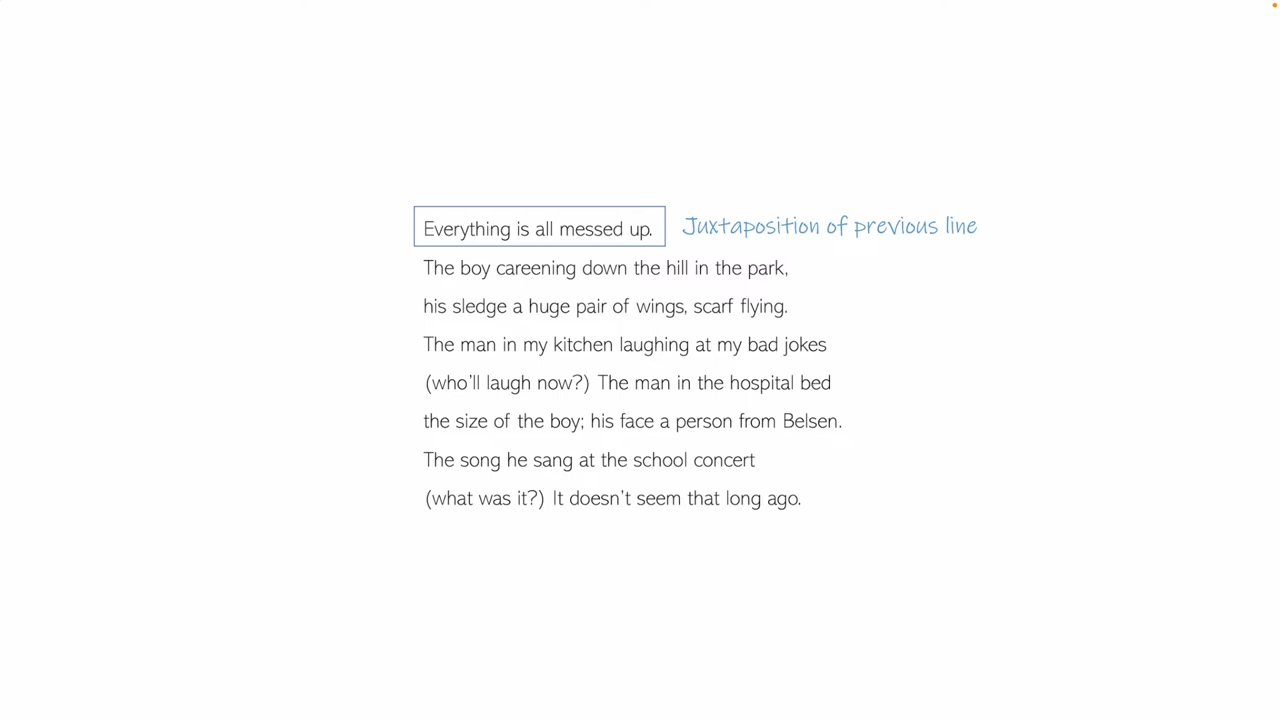 Everything is all messed up. Juxtaposition of previous line
The boy careening down the hill in the park,
his sledge a huge pair of wings, scarf flying.
The man in my kitchen laughing at my bad jokes
(who'll laugh now?) The man in the hospital bed
the size of the boy; his face a person from Belsen.
The song he sang at the school concert
(what was it?) It doesn't seem that long ago.